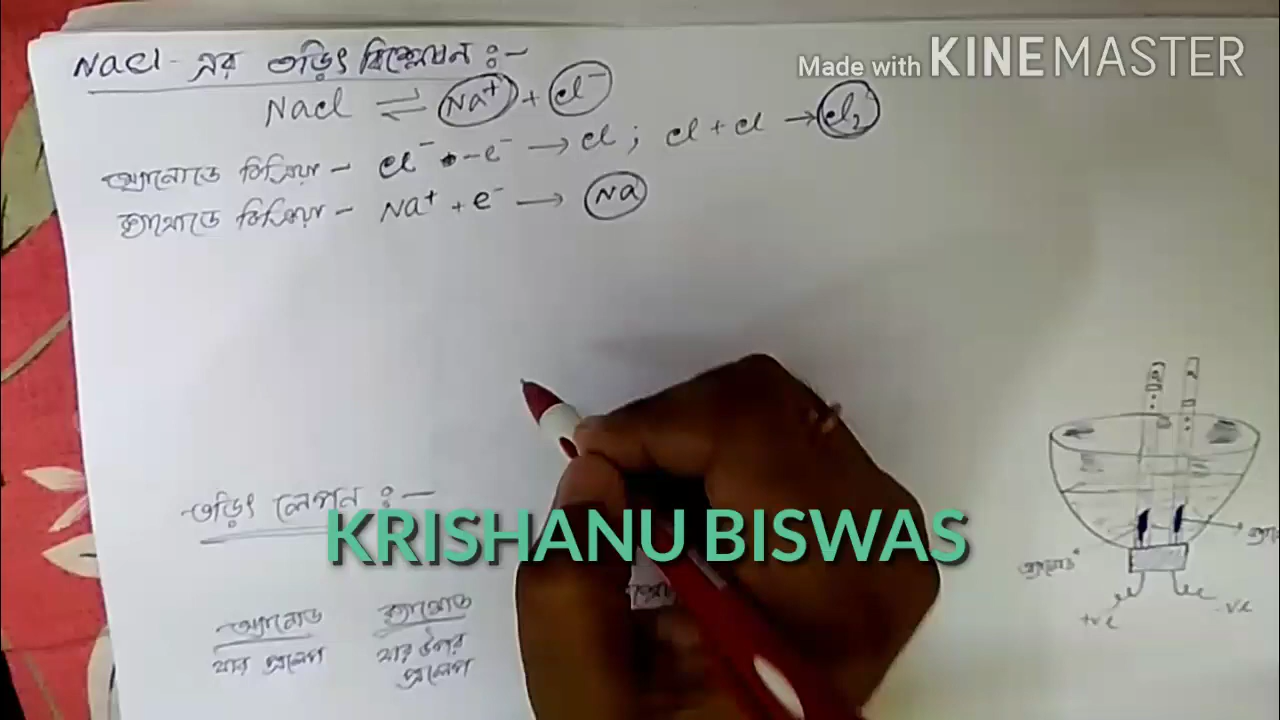 Made with KINEMASTER
NaCl - এর তড়িৎ বিশ্লেষন :-
NaCl ⇌ Na⁺ + Cl⁻
অ্যানোডে বিক্রিয়া - Cl⁻ - e⁻ → Cl ; Cl + Cl → Cl₂
ক্যাথোডে বিক্রিয়া - Na⁺ + e⁻ → Na
তড়িৎ লেপন :-
KRISHANU BISWAS
অ্যানোড ক্যাথোড
যার প্রলেপ যার উপর
প্রলেপ
অ্যানোড
+ve -ve